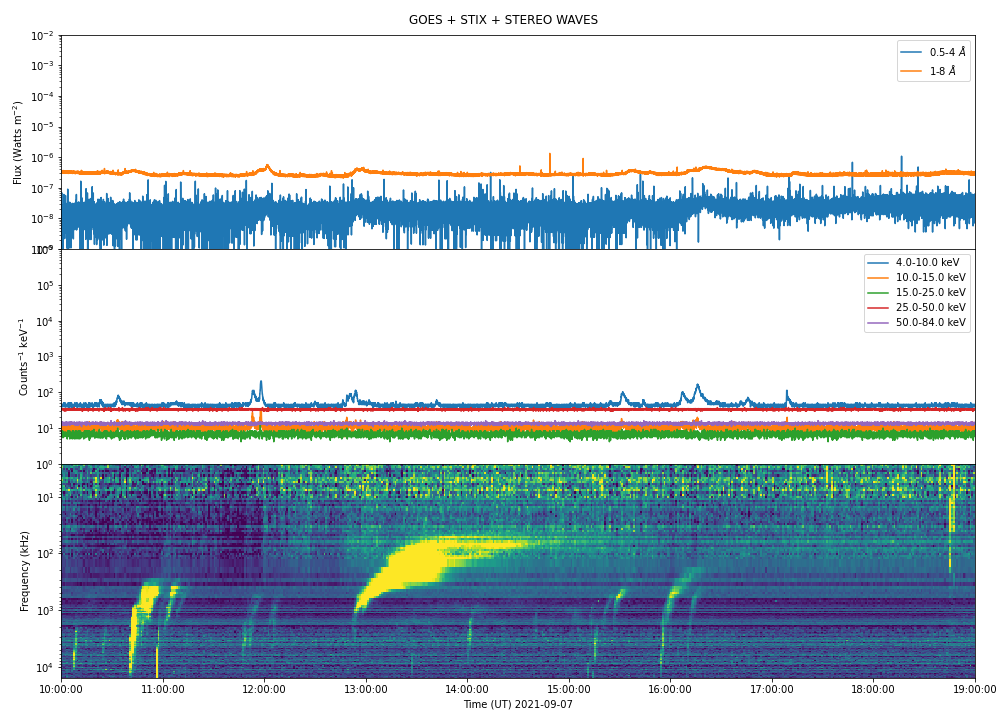 GOES + STIX + STEREO WAVES
10⁻²
10⁻³
10⁻⁴
10⁻⁵
10⁻⁶
10⁻⁷
10⁻⁸
Flux (Watts m⁻²)
0.5-4 Å
1-8 Å
10⁵
10⁴
10³
10²
10¹
Counts⁻¹ keV⁻¹
4.0-10.0 keV
10.0-15.0 keV
15.0-25.0 keV
25.0-50.0 keV
50.0-84.0 keV
10⁰
10¹
10²
10³
10⁴
Frequency (kHz)
10:00:00 11:00:00 12:00:00 13:00:00 14:00:00 15:00:00 16:00:00 17:00:00 18:00:00 19:00:00
Time (UT) 2021-09-07